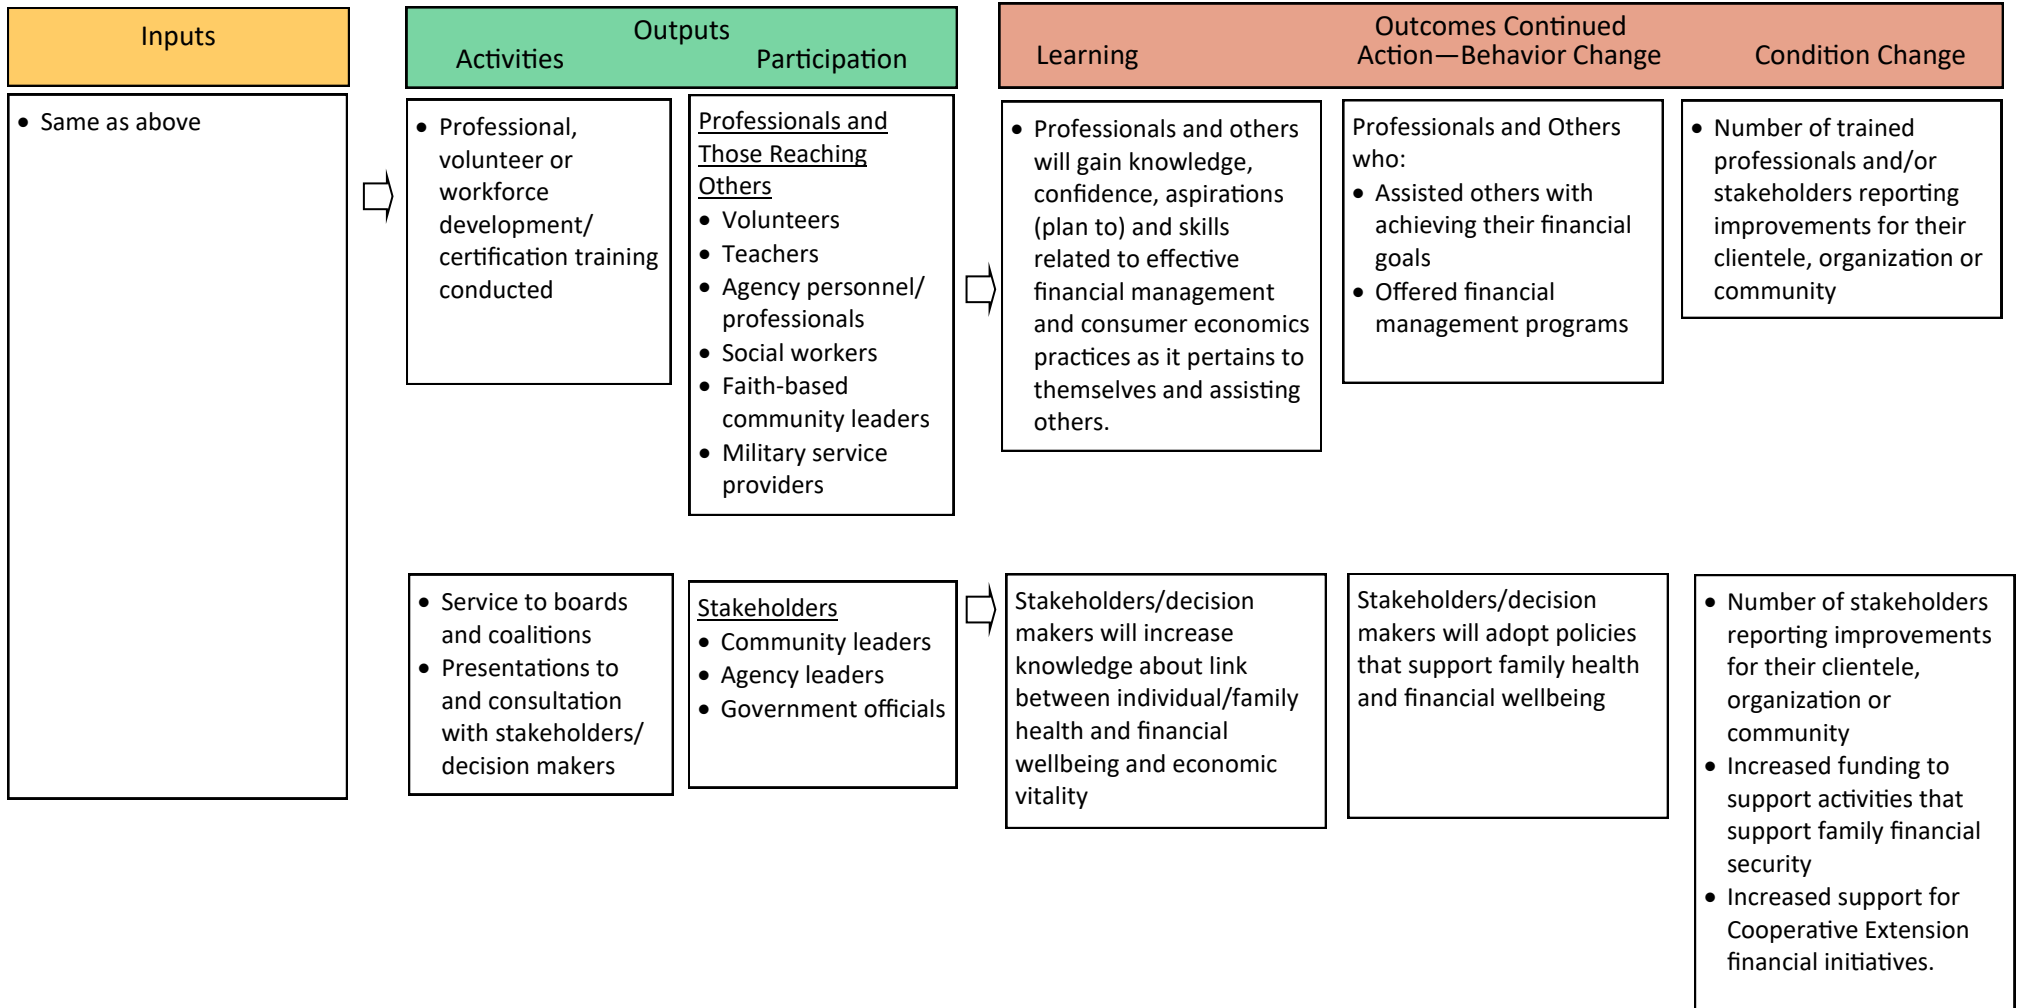 Inputs
Outputs
Activities
Participation
Outcomes Continued
Learning
Action—Behavior Change
Condition Change
• Same as above
• Professional,
volunteer or
workforce
development/
certification training
conducted
Professionals and
Those Reaching
Others
• Volunteers
• Teachers
• Agency personnel/
professionals
• Social workers
• Faith-based
community leaders
• Military service
providers
• Professionals and others
will gain knowledge,
confidence, aspirations
(plan to) and skills
related to effective
financial management
and consumer economics
practices as it pertains to
themselves and assisting
others.
Professionals and Others
who:
• Assisted others with
achieving their financial
goals
• Offered financial
management programs
• Number of trained
professionals and/or
stakeholders reporting
improvements for their
clientele, organization or
community
• Service to boards
and coalitions
• Presentations to
and consultation
with stakeholders/
decision makers
Stakeholders
• Community leaders
• Agency leaders
• Government officials
Stakeholders/decision
makers will increase
knowledge about link
between individual/family
health and financial
wellbeing and economic
vitality
Stakeholders/decision
makers will adopt policies
that support family health
and financial wellbeing
• Number of stakeholders
reporting improvements
for their clientele,
organization or
community
• Increased funding to
support activities that
support family financial
security
• Increased support for
Cooperative Extension
financial initiatives.